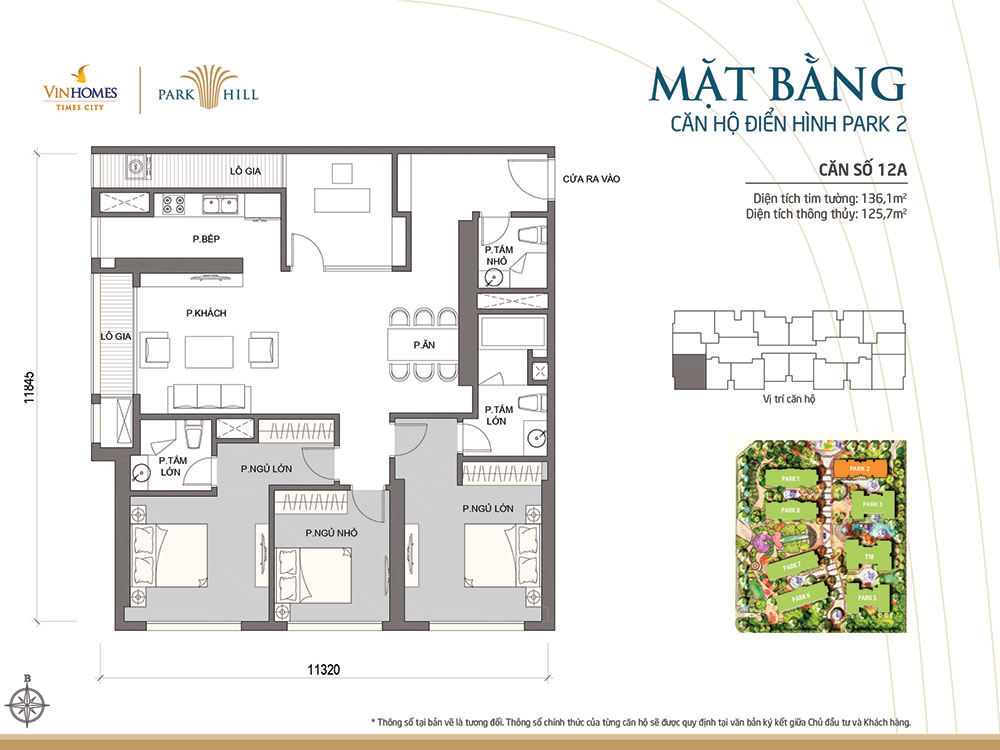 VINHOMES
TIMES CITY
PARK HILL
MẶT BẰNG
CĂN HỘ ĐIỂN HÌNH PARK 2
CĂN SỐ 12A
Diện tích tim tường: 136,1m²
Diện tích thông thủy: 125,7m²
LÔ GIA
CỬA RA VÀO
P.BẾP
P.TẮM
NHỎ
P.KHÁCH
LÔ GIA
P.ĂN
P.TẮM
LỚN
P.TẮM
LỚN
P.NGỦ LỚN
P.NGỦ NHỎ
P.NGỦ LỚN
11845
11320
Vị trí căn hộ
PARK 1
PARK 2
PARK 8
PARK 3
T18
PARK 7
PARK 6
PARK 5
B
* Thông số tại bản vẽ là tương đối. Thông số chính thức của từng căn hộ sẽ được quy định tại văn bản ký kết giữa Chủ đầu tư và Khách hàng.